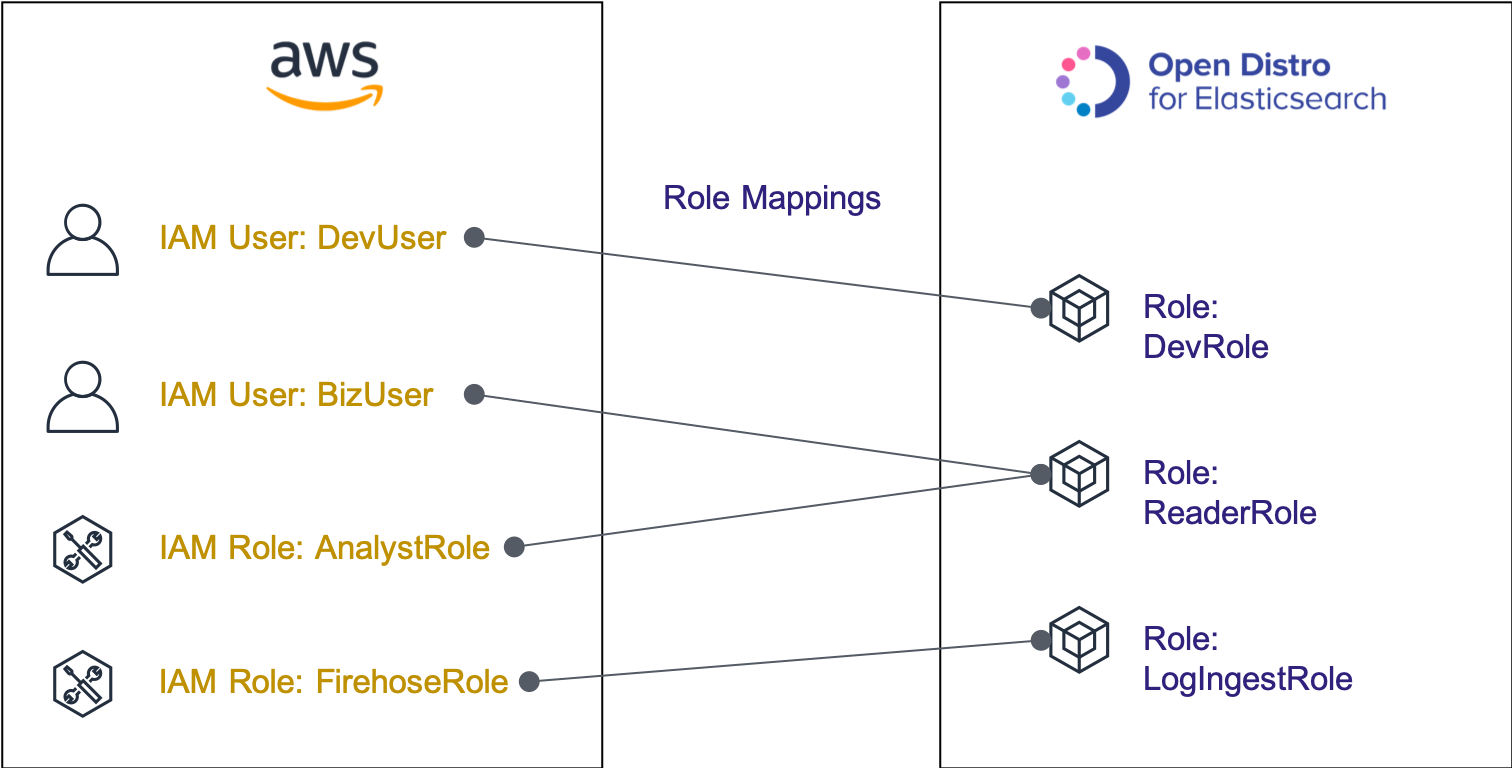 aws
Open Distro
for Elasticsearch
Role Mappings
IAM User: DevUser
Role:
DevRole
IAM User: BizUser
Role:
ReaderRole
IAM Role: AnalystRole
Role:
LogIngestRole
IAM Role: FirehoseRole